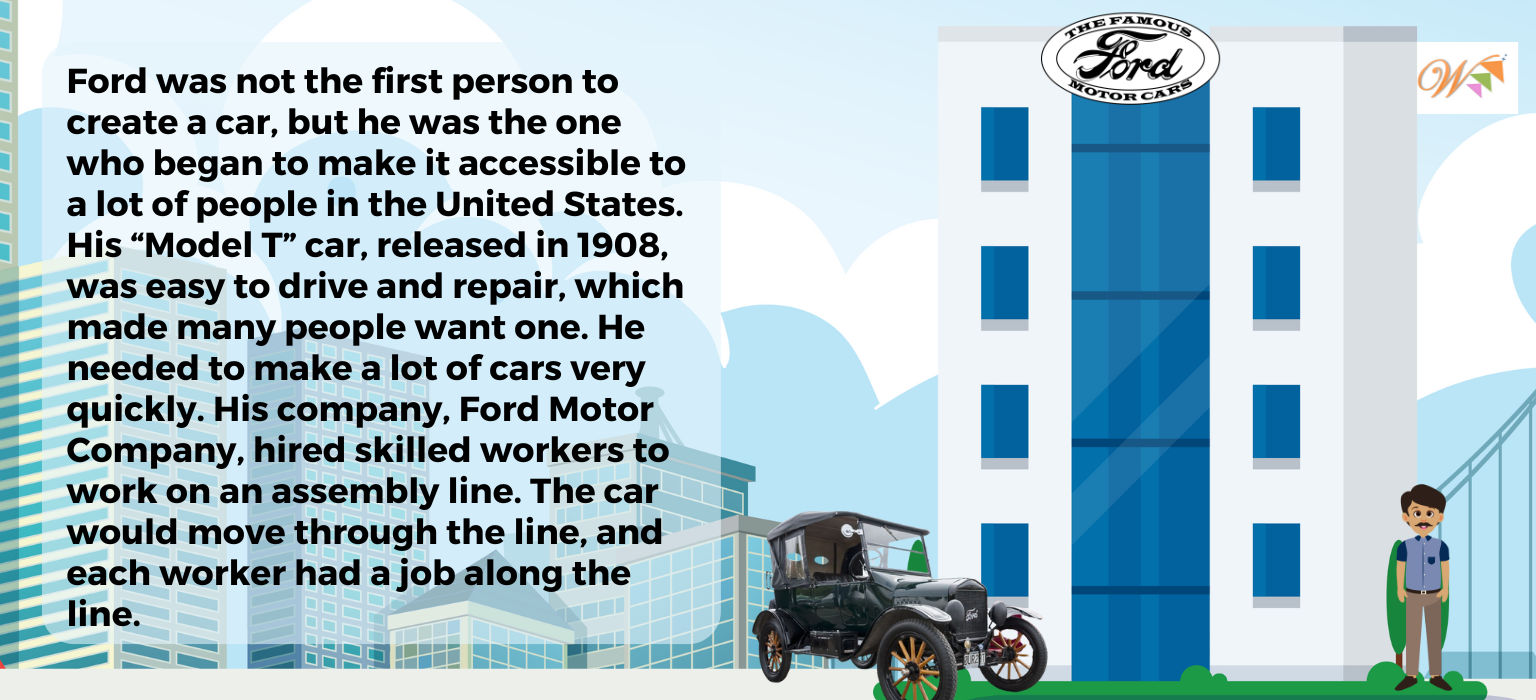 Ford was not the first person to
create a car, but he was the one
who began to make it accessible to
a lot of people in the United States.
His “Model T” car, released in 1908,
was easy to drive and repair, which
made many people want one. He
needed to make a lot of cars very
quickly. His company, Ford Motor
Company, hired skilled workers to
work on an assembly line. The car
would move through the line, and
each worker had a job along the
line.
THE FAMOUS
Ford
MOTOR CARS
W
Ford